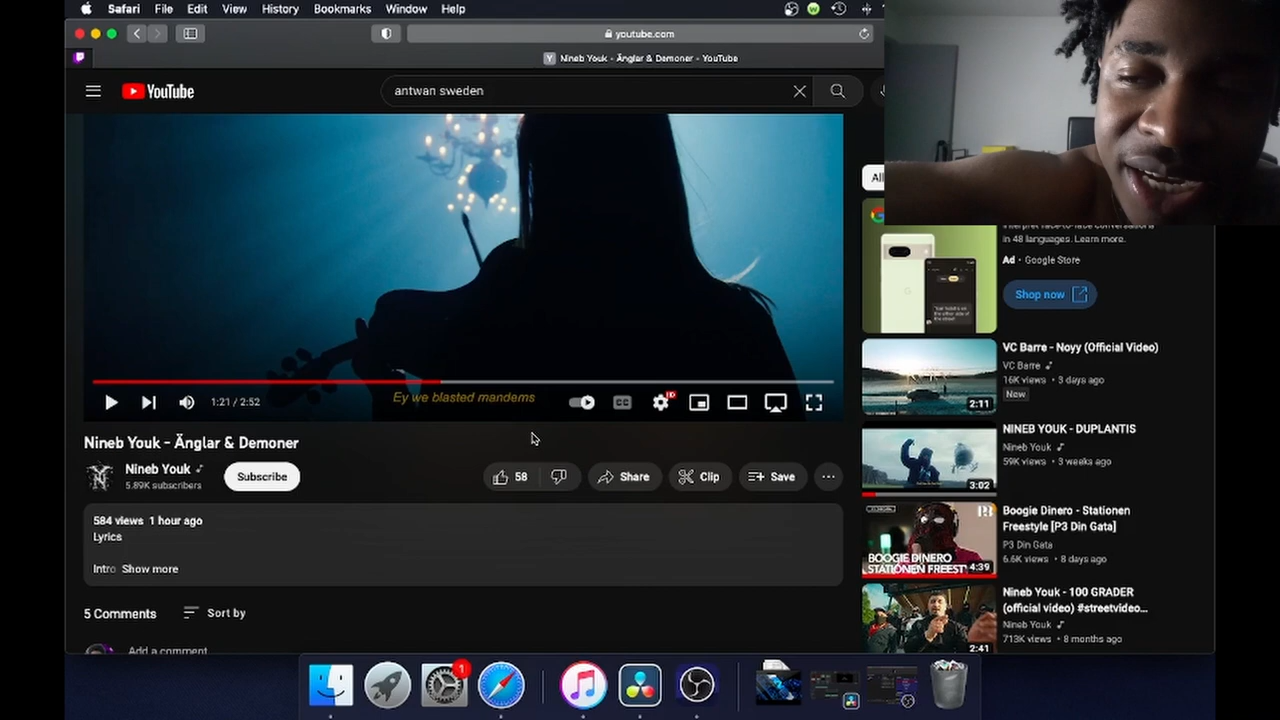 Safari File Edit View History Bookmarks Window Help
youtube.com
Nineb Youk - Änglar & Demoner - YouTube
YouTube
antwan sweden
All
Ey we blasted mandems
1:21 / 2:52
CC
HD
Nineb Youk - Änglar & Demoner
Nineb Youk
5.89K subscribers
Subscribe
58
Share
Clip
Save
584 views 1 hour ago
Lyrics
Intro Show more
5 Comments
Sort by
Add a comment
in 48 languages. Learn more.
Ad • Google Store
Shop now
VC Barre - Noyy (Official Video)
VC Barre
16K views • 3 days ago
New
2:11
NINEB YOUK - DUPLANTIS
Nineb Youk
59K views • 3 weeks ago
3:02
Boogie Dinero - Stationen
Freestyle [P3 Din Gata]
P3 Din Gata
6.6K views • 8 days ago
BOOGIE DINERO
STATIONEN FREEST
4:39
Nineb Youk - 100 GRADER
(official video) #streetvideo...
Nineb Youk
713K views • 8 months ago
2:41
1